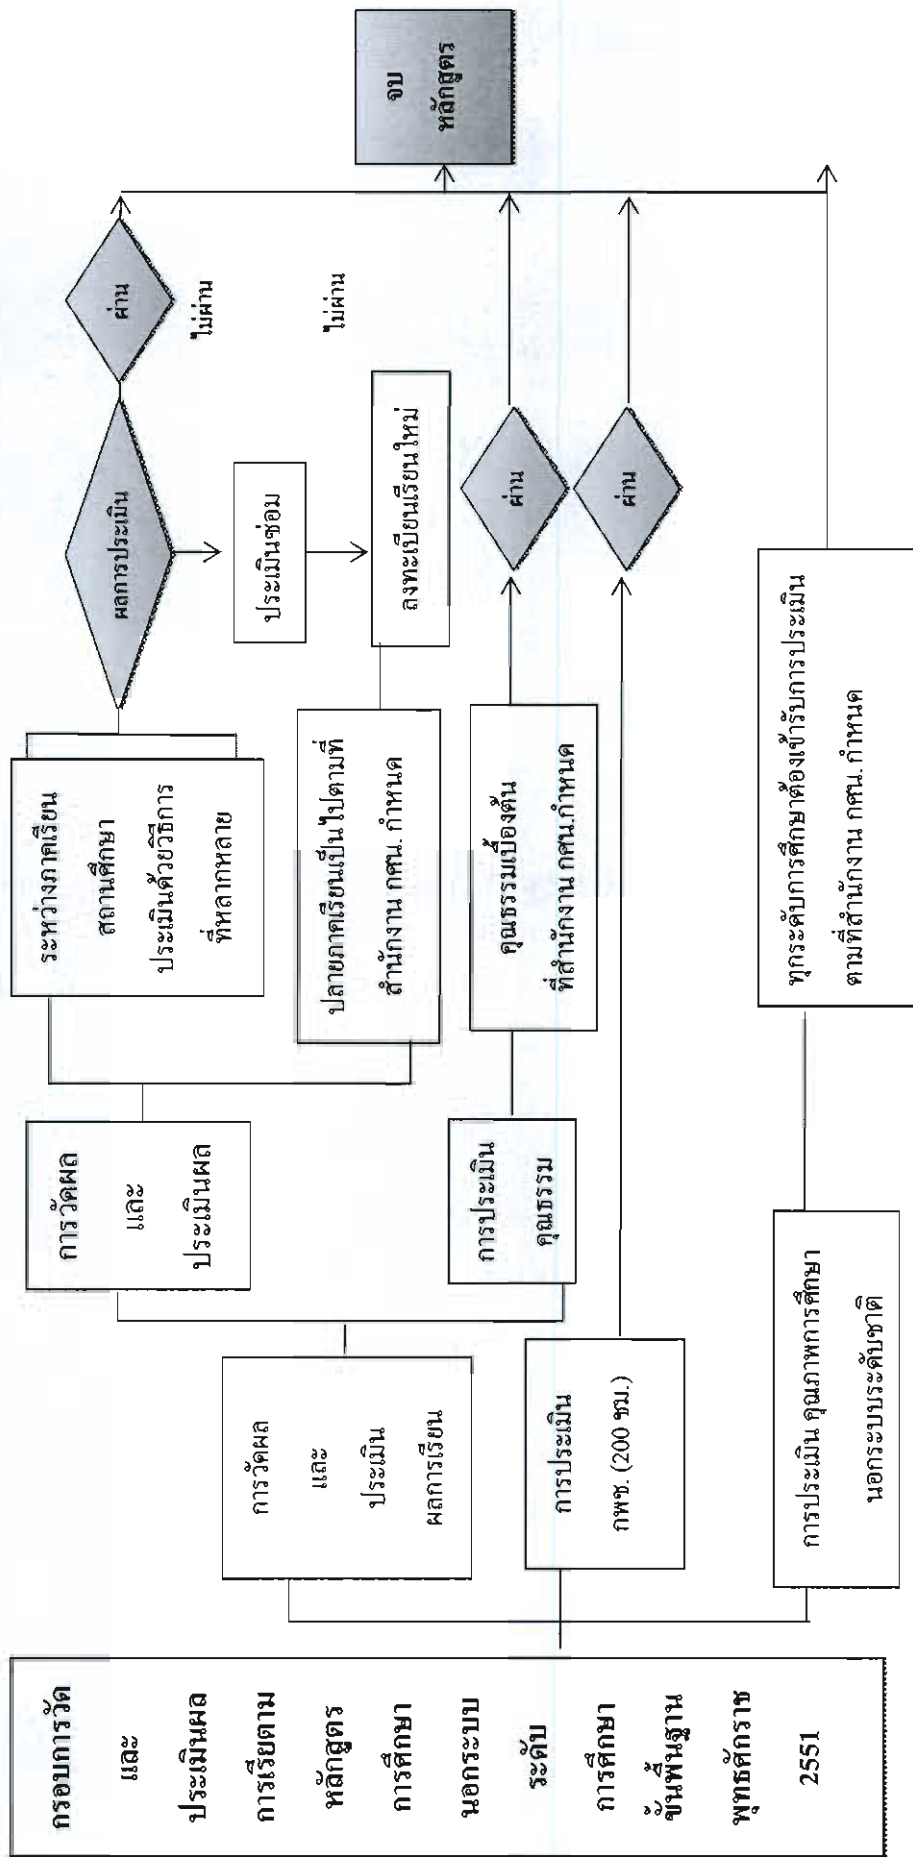 กรอบการวัด
และ
ประเมินผล
การเรียตาม
หลักสูตร
การศึกษา
นอกระบบ
ระดับ
การศึกษา
ขั้นพื้นฐาน
พุทธศักราช
2551
การวัดผล
และ
ประเมิน
ผลการเรียน
การประเมิน
กพช. (200 ชม.)
การประเมิน คุณภาพการศึกษา
นอกระบบระดับชาติ
การวัดผล
และ
ประเมินผล
การประเมิน
คุณธรรม
ระหว่างภาคเรียน
สถานศึกษา
ประเมินด้วยวิธีการ
ที่หลากหลาย
ปลายภาคเรียนเป็นไปตามที่
สำนักงาน กศน. กำหนด
คุณธรรมเบื้องต้น
ที่สำนักงาน กศน.กำหนด
ทุกระดับการศึกษาต้องเข้ารับการประเมิน
ตามที่สำนักงาน กศน. กำหนด
ผลการประเมิน
ประเมินซ่อม
ลงทะเบียนเรียนใหม่
ผ่าน
ไม่ผ่าน
ไม่ผ่าน
ผ่าน
ผ่าน
จบ
หลักสูตร